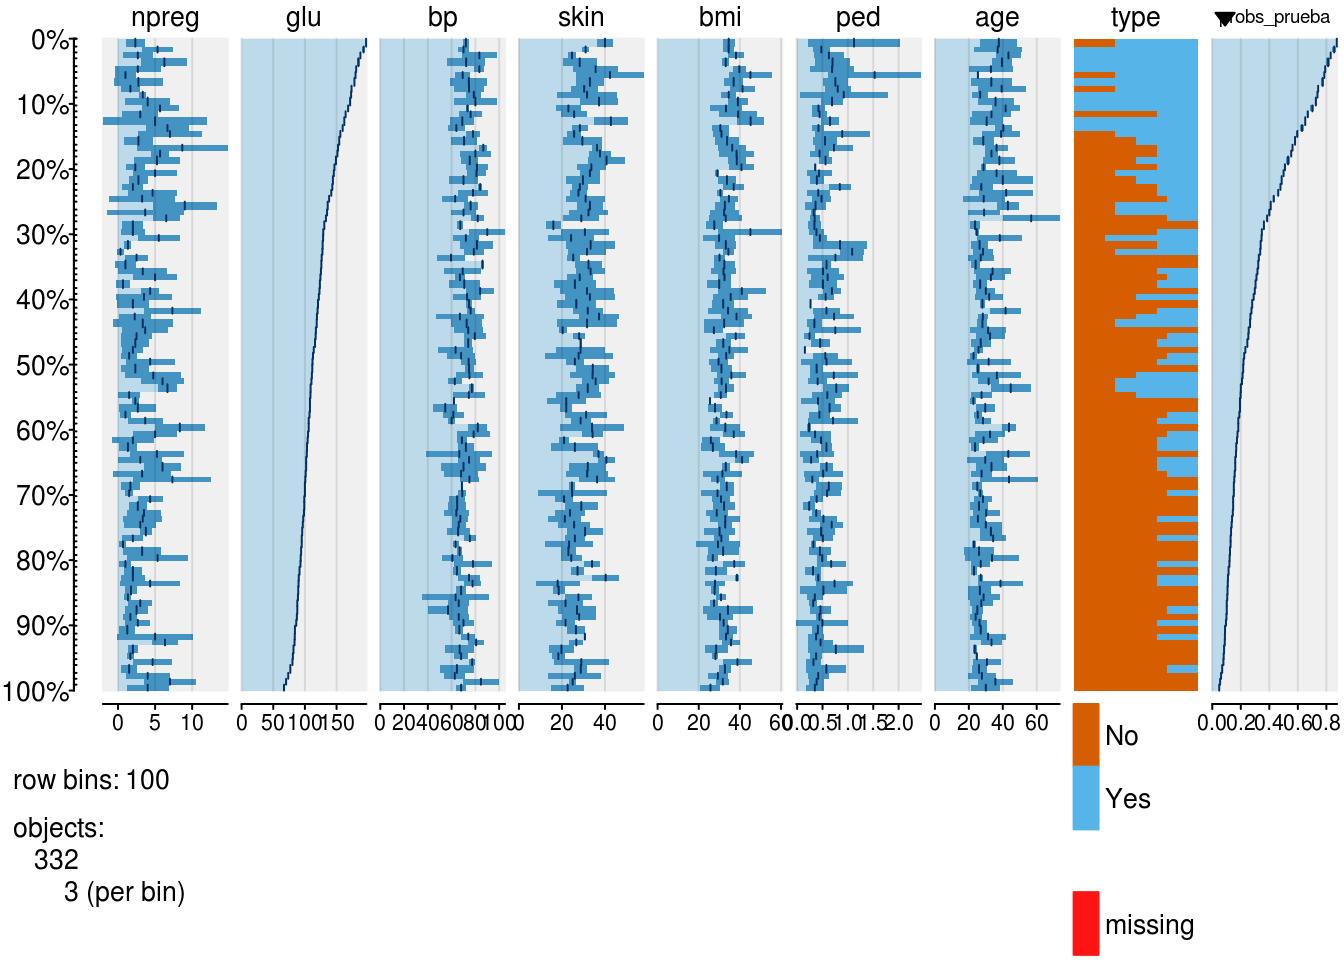 npreg glu bp skin bmi ped age type probs_prueba
0%
10%
20%
30%
40%
50%
60%
70%
80%
90%
100%
0 5 10 0 50 100 150 0 20 40 60 80 100 20 40 0 20 40 60 0.0 0.5 1.0 1.5 2.0 0 20 40 60 0.0 0.2 0.4 0.6 0.8
No
row bins: 100
Yes
objects:
332
3 (per bin)
missing